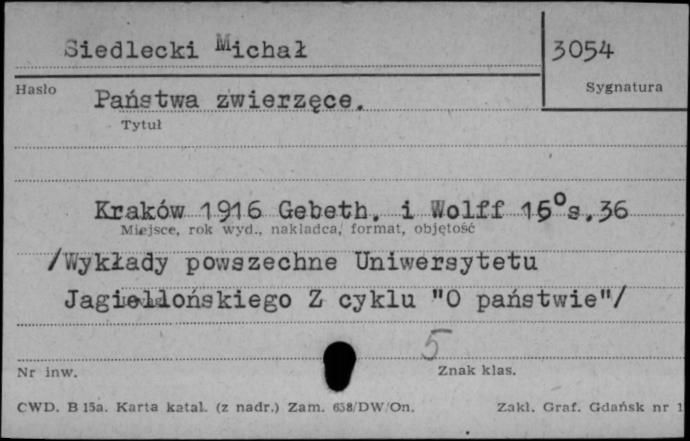 Siedlecki Michał
3054
Hasło
Sygnatura
Państwa zwierzęce.
Tytuł
Kraków 1916 Gebeth. i Wolff 16°s.36
Miejsce, rok wyd., nakładca, format, objętość
/Wykłady powszechne Uniwersytetu
Jagiellońskiego Z cyklu "O państwie"/
5
Nr inw.
Znak klas.
CWD. B 15a. Karta katal. (z nadr.) Zam. 658/DW/On.
Zakł. Graf. Gdańsk nr 1